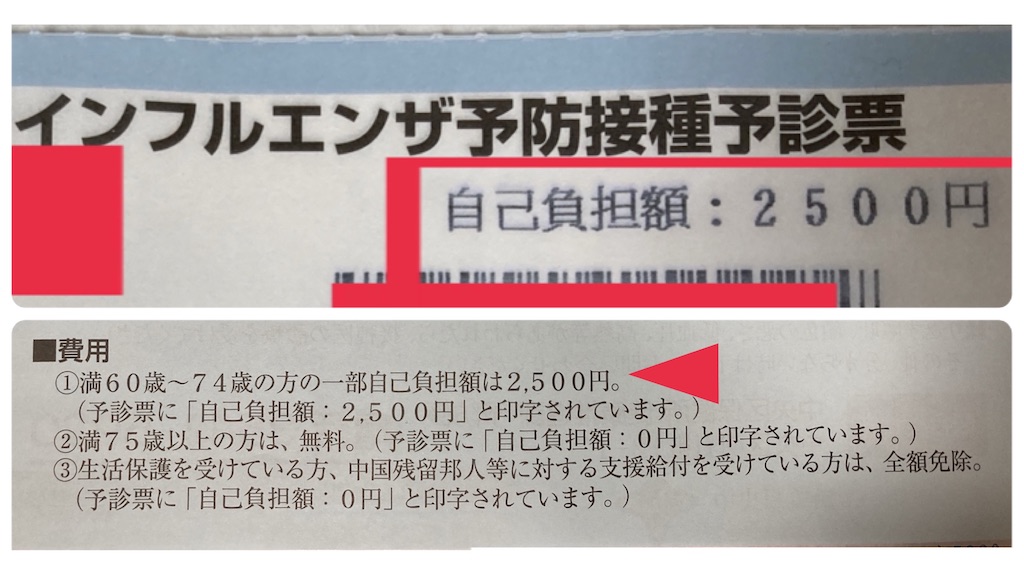 インフルエンザ予防接種予診票
自己負担額：２５００円
■費用
①満６０歳～７４歳の方の一部自己負担額は２,５００円。
（予診票に「自己負担額：２,５００円」と印字されています。）
②満７５歳以上の方は、無料。（予診票に「自己負担額：０円」と印字されています。）
③生活保護を受けている方、中国残留邦人等に対する支援給付を受けている方は、全額免除。
（予診票に「自己負担額：０円」と印字されています。）